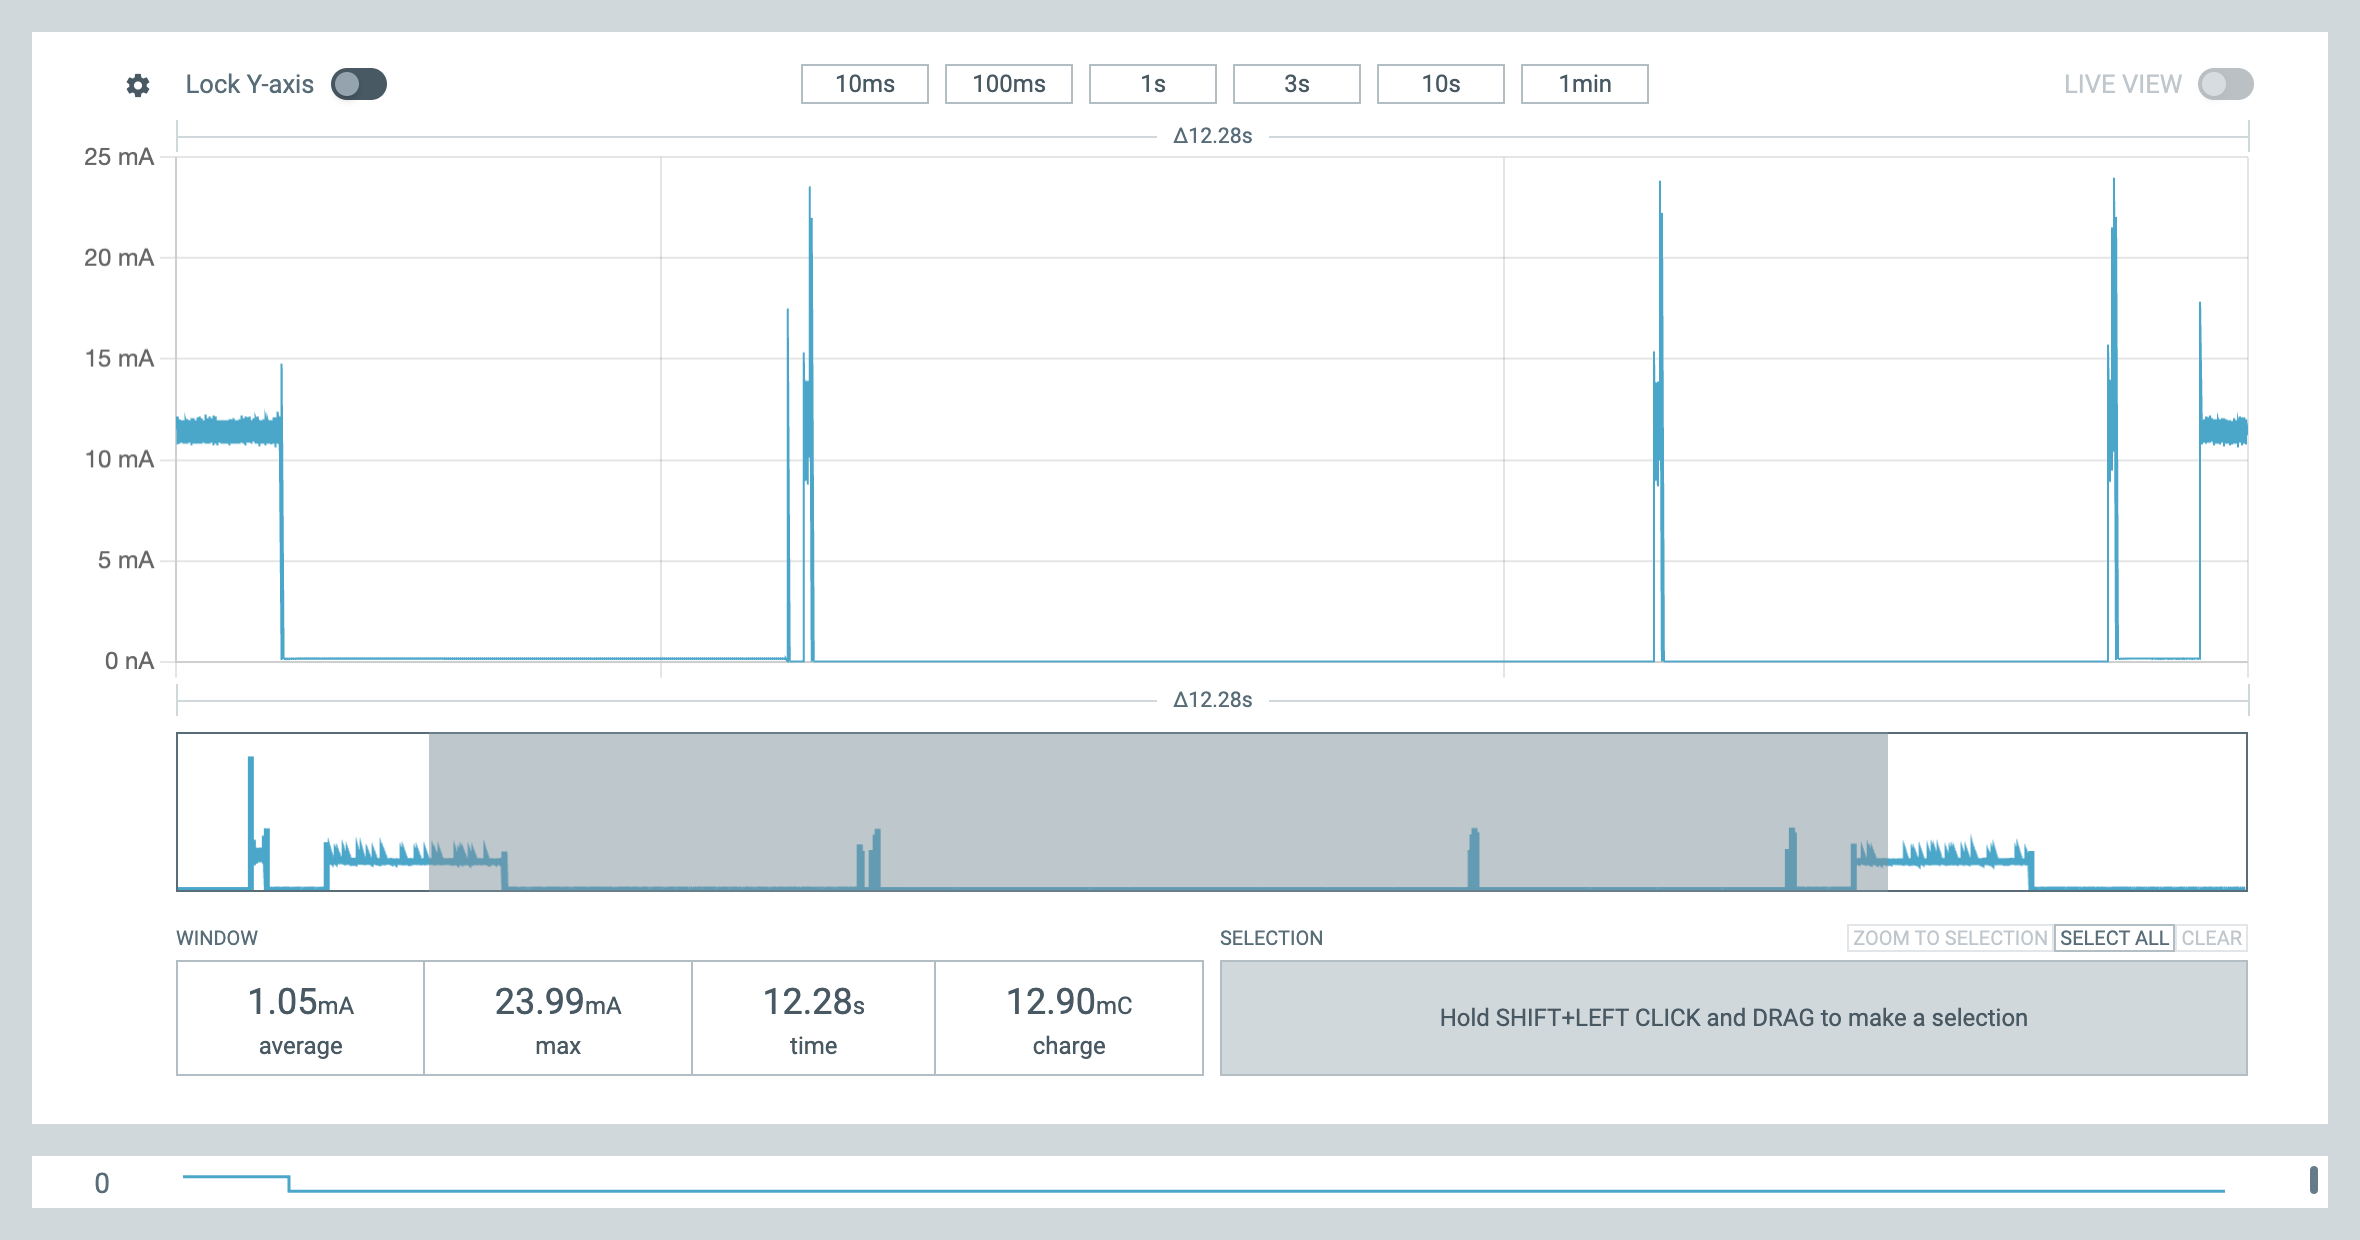 Lock Y-axis 10ms 100ms 1s 3s 10s 1min LIVE VIEW
Δ12.28s
25 mA
20 mA
15 mA
10 mA
5 mA
0 nA
Δ12.28s
WINDOW SELECTION ZOOM TO SELECTION SELECT ALL CLEAR
1.05mA 23.99mA 12.28s 12.90mC
average max time charge
Hold SHIFT+LEFT CLICK and DRAG to make a selection
0